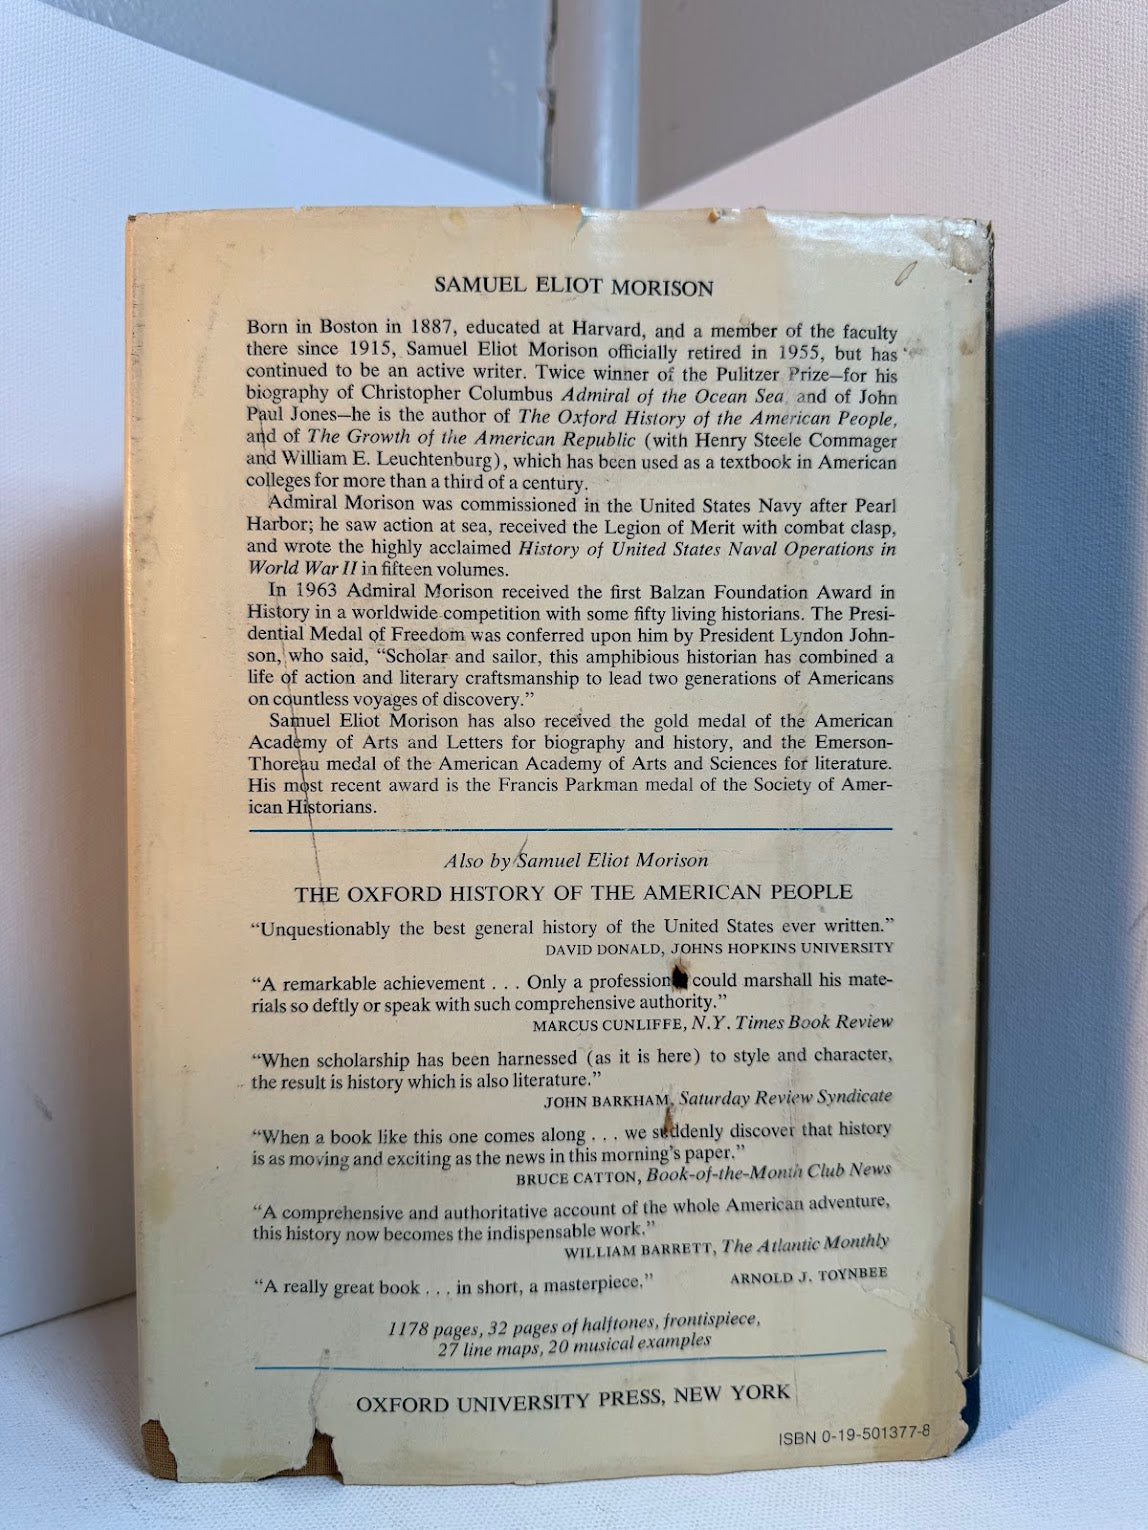 SAMUEL ELIOT MORISON
Born in Boston in 1887, educated at Harvard, and a member of the faculty
there since 1915, Samuel Eliot Morison officially retired in 1955, but has
continued to be an active writer. Twice winner of the Pulitzer Prize—for his
biography of Christopher Columbus Admiral of the Ocean Sea and of John
Paul Jones—he is the author of The Oxford History of the American People,
and of The Growth of the American Republic (with Henry Steele Commager
and William E. Leuchtenburg), which has been used as a textbook in American
colleges for more than a third of a century.
Admiral Morison was commissioned in the United States Navy after Pearl
Harbor; he saw action at sea, received the Legion of Merit with combat clasp,
and wrote the highly acclaimed History of United States Naval Operations in
World War II in fifteen volumes.
In 1963 Admiral Morison received the first Balzan Foundation Award in
History in a worldwide competition with some fifty living historians. The Presi-
dential Medal of Freedom was conferred upon him by President Lyndon John-
son, who said, “Scholar and sailor, this amphibious historian has combined a
life of action and literary craftsmanship to lead two generations of Americans
on countless voyages of discovery.”
Samuel Eliot Morison has also received the gold medal of the American
Academy of Arts and Letters for biography and history, and the Emerson-
Thoreau medal of the American Academy of Arts and Sciences for literature.
His most recent award is the Francis Parkman medal of the Society of Amer-
ican Historians.
Also by Samuel Eliot Morison
THE OXFORD HISTORY OF THE AMERICAN PEOPLE
“Unquestionably the best general history of the United States ever written.”
DAVID DONALD, JOHNS HOPKINS UNIVERSITY
“A remarkable achievement . . . Only a profession could marshall his mate-
rials so deftly or speak with such comprehensive authority.”
MARCUS CUNLIFFE, N.Y. Times Book Review
“When scholarship has been harnessed (as it is here) to style and character,
the result is history which is also literature.”
JOHN BARKHAM, Saturday Review Syndicate
“When a book like this one comes along . . . we suddenly discover that history
is as moving and exciting as the news in this morning's paper.”
BRUCE CATTON, Book-of-the-Month Club News
“A comprehensive and authoritative account of the whole American adventure,
this history now becomes the indispensable work.”
WILLIAM BARRETT, The Atlantic Monthly
“A really great book . . . in short, a masterpiece.” ARNOLD J. TOYNBEE
1178 pages, 32 pages of halftones, frontispiece,
27 line maps, 20 musical examples
OXFORD UNIVERSITY PRESS, NEW YORK
ISBN 0-19-501377-8